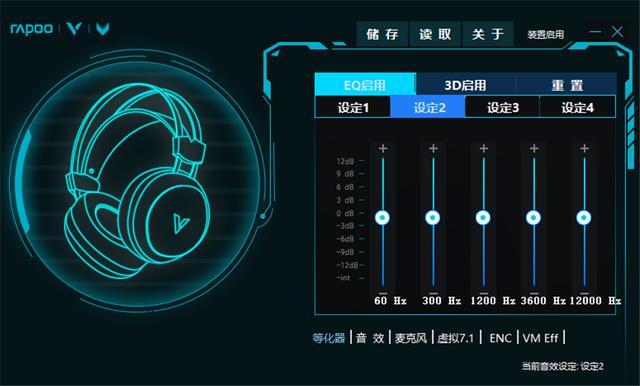 rapoo 储存 读取 关于 装置启用
EQ启用 3D启用 重置
设定1 设定2 设定3 设定4
12dB
9 dB
6 dB
3 dB
0 dB
-3dB
-6dB
-9dB
-12dB
-int
60 Hz 300 Hz 1200 Hz 3600 Hz 12000 Hz
等化器 音效 麦克风 虚拟7.1 ENC VM Eff
当前音效设定: 设定2